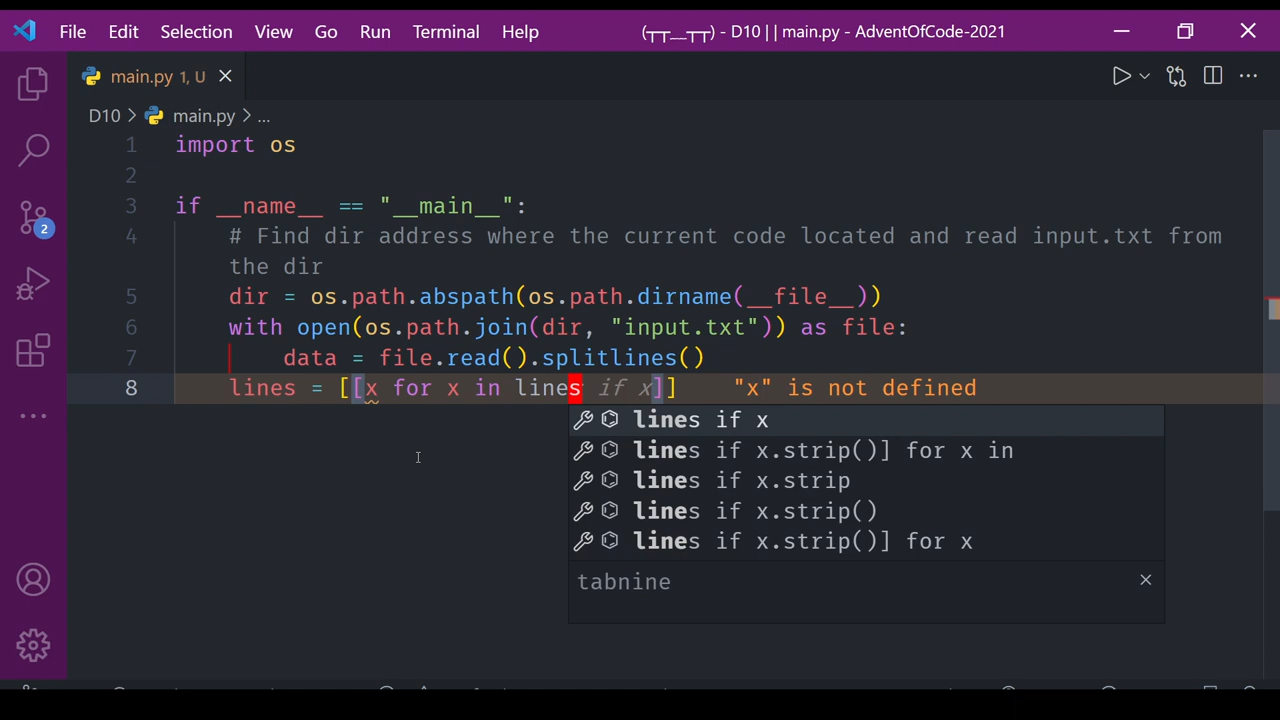 File Edit Selection View Go Run Terminal Help (┬┬﹏┬┬) - D10 | | main.py - AdventOfCode-2021
main.py 1, U
D10 > main.py > ...
1 import os
2
3 if __name__ == "__main__":
4 # Find dir address where the current code located and read input.txt from
the dir
5 dir = os.path.abspath(os.path.dirname(__file__))
6 with open(os.path.join(dir, "input.txt")) as file:
7 data = file.read().splitlines()
8 lines = [[x for x in lines if x]] "x" is not defined
lines if x
lines if x.strip()] for x in
lines if x.strip
lines if x.strip()
lines if x.strip()] for x
tabnine
2